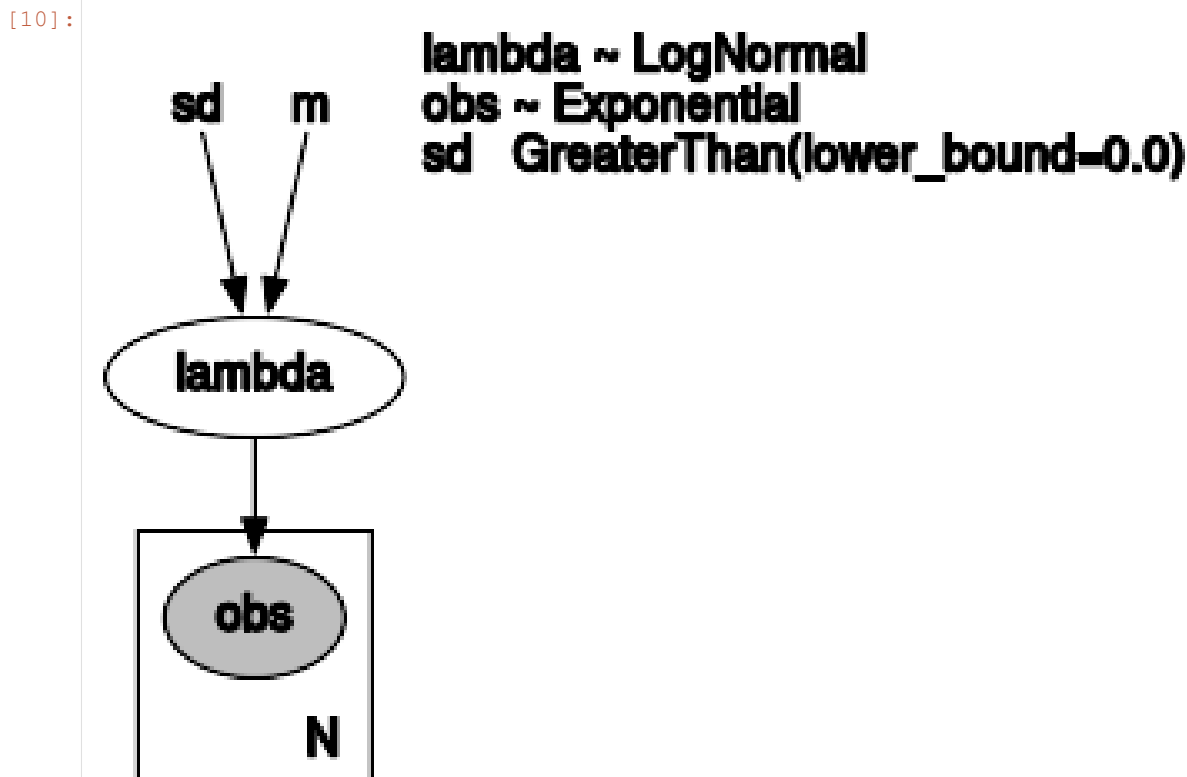 [10]:
lambda ~ LogNormal
obs ~ Exponential
sd GreaterThan(lower_bound=0.0)
sd m
lambda
obs
N